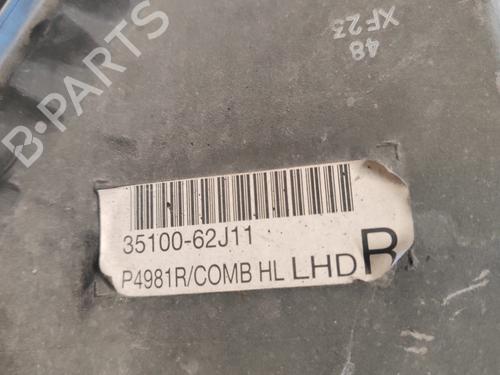 48
XF23
B-PARTS
35100-62J11
P4981R/COMB HL LHD R